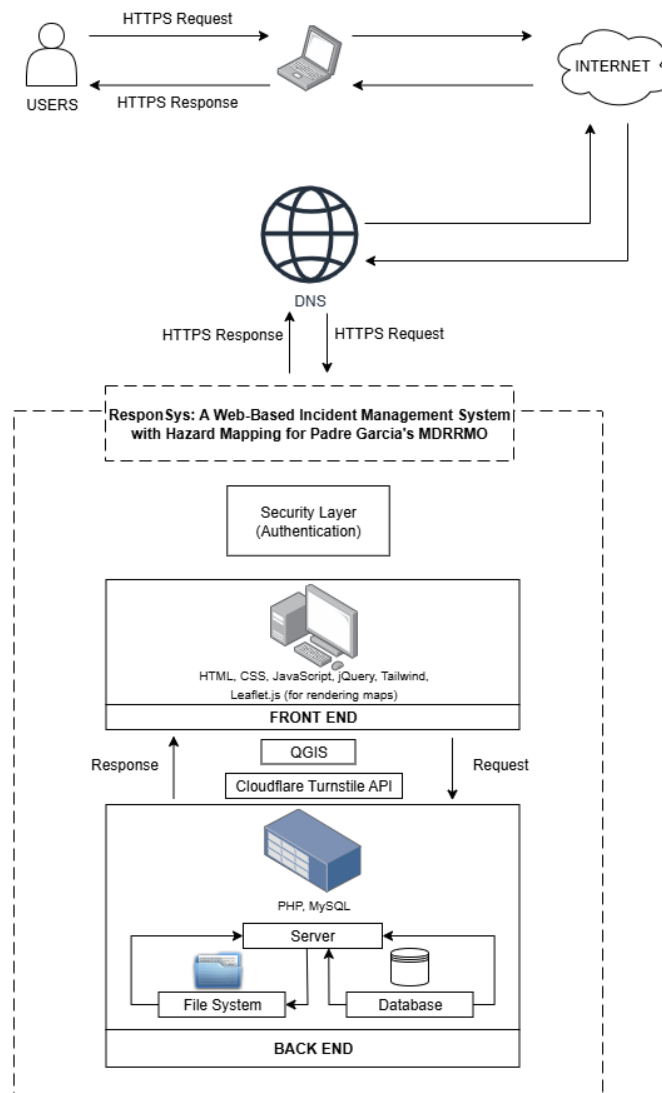 HTTPS Request
INTERNET
HTTPS Response
USERS
DNS
HTTPS Response
HTTPS Request
ResponSys: A Web-Based Incident Management System
with Hazard Mapping for Padre Garcia's MDRRMO
Security Layer
(Authentication)
HTML, CSS, JavaScript, jQuery, Tailwind,
Leaflet.js (for rendering maps)
FRONT END
QGIS
Response
Request
Cloudflare Turnstile API
PHP, MySQL
Server
File System
Database
BACK END